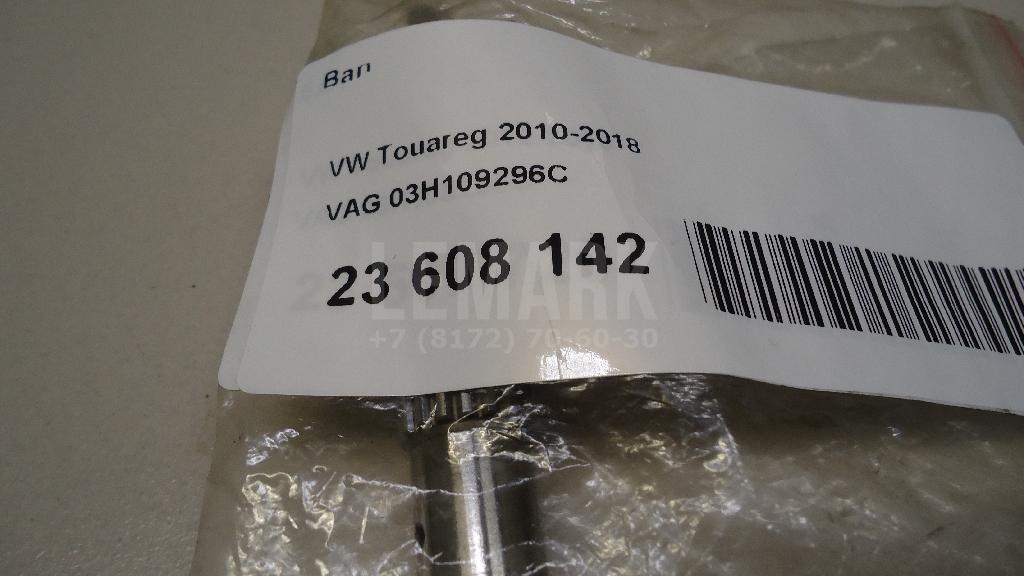 Вал
VW Touareg 2010-2018
VAG 03H109296C
23 608 142
LEMARK
+7 (8172) 70-60-30